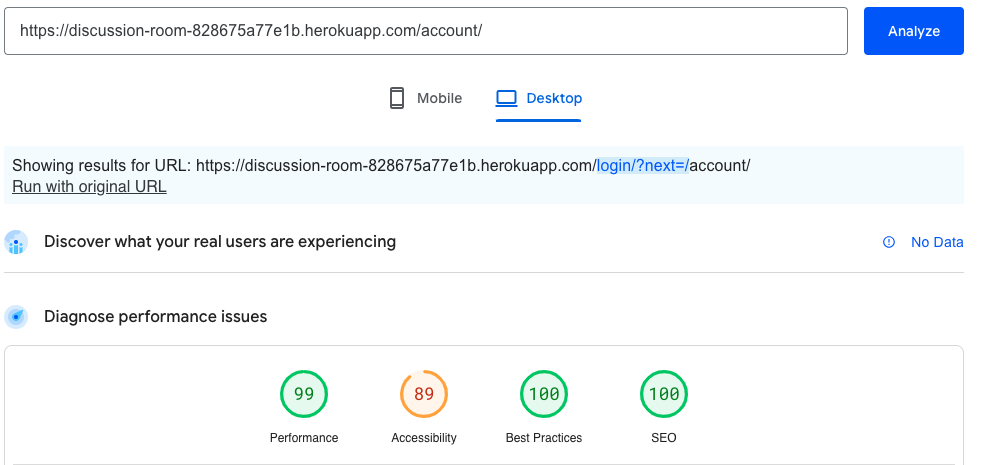 https://discussion-room-828675a77e1b.herokuapp.com/account/
Analyze
Mobile
Desktop
Showing results for URL: https://discussion-room-828675a77e1b.herokuapp.com/login/?next=/account/
Run with original URL
Discover what your real users are experiencing
No Data
Diagnose performance issues
99
89
100
100
Performance
Accessibility
Best Practices
SEO